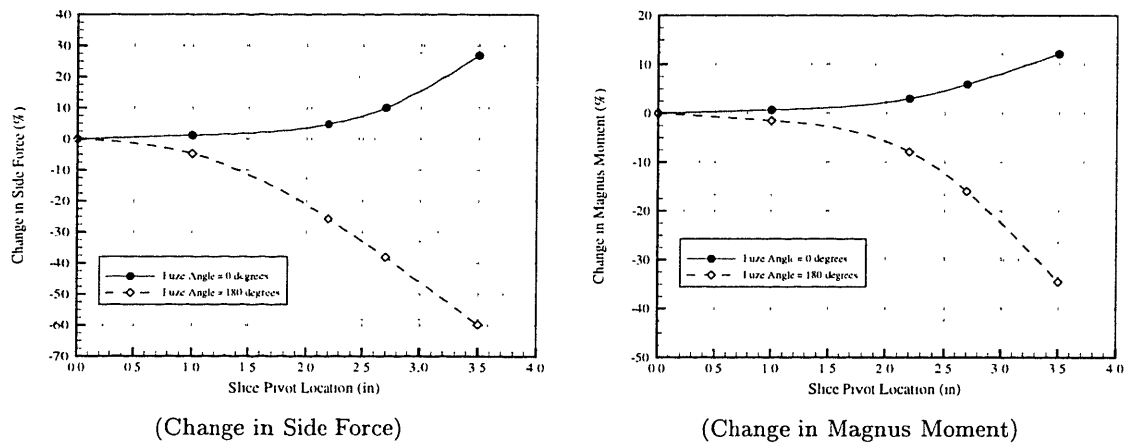 40
30
20
10
0
-10
-20
-30
-40
-50
-60
-70
Change in Side Force (%)
Fuze Angle = 0 degrees
Fuze Angle = 180 degrees
0.0 0.5 1.0 1.5 2.0 2.5 3.0 3.5 4.0
Slice Pivot Location (in)
(Change in Side Force)
20
10
0
-10
-20
-30
-40
-50
Change in Magnus Moment (%)
Fuze Angle = 0 degrees
Fuze Angle = 180 degrees
0.0 0.5 1.0 1.5 2.0 2.5 3.0 3.5 4.0
Slice Pivot Location (in)
(Change in Magnus Moment)